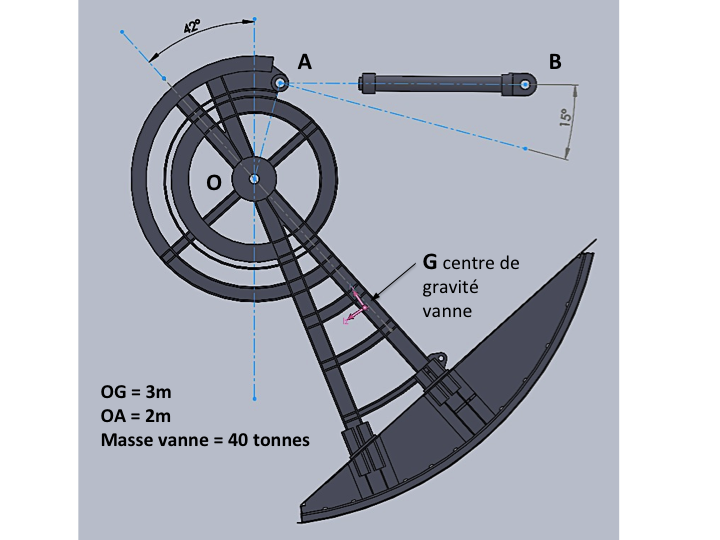 42°
A
B
15°
O
G centre de
gravité
vanne
OG = 3m
OA = 2m
Masse vanne = 40 tonnes